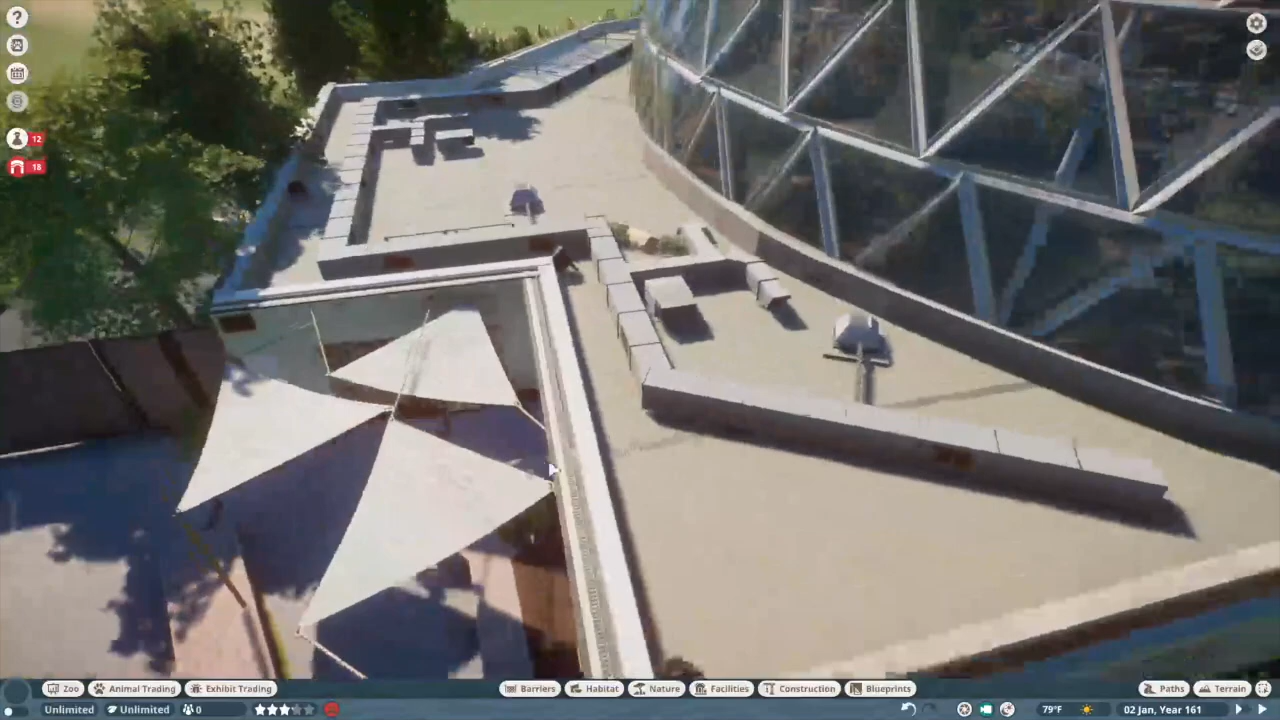 ?
12
18
Zoo
Animal Trading
Exhibit Trading
Barriers
Habitat
Nature
Facilities
Construction
Blueprints
Paths
Terrain
Unlimited
Unlimited
0
79°F
02 Jan, Year 161